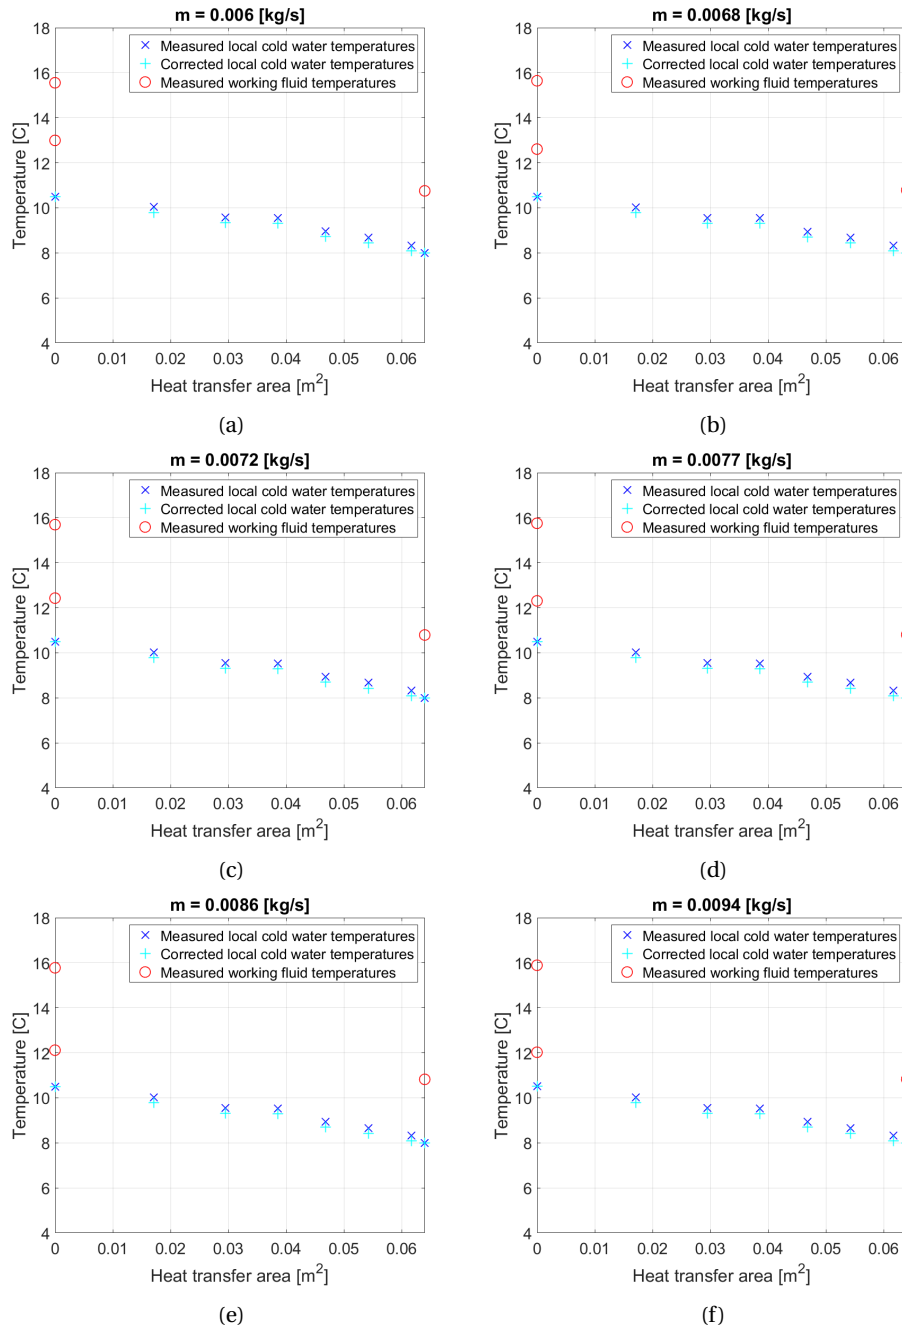 m = 0.006 [kg/s]
18
16
14
12
10
8
6
4
Temperature [C]
Measured local cold water temperatures
Corrected local cold water temperatures
Measured working fluid temperatures
0 0.01 0.02 0.03 0.04 0.05 0.06
Heat transfer area [m²]
(a)
m = 0.0068 [kg/s]
18
16
14
12
10
8
6
4
Temperature [C]
Measured local cold water temperatures
Corrected local cold water temperatures
Measured working fluid temperatures
0 0.01 0.02 0.03 0.04 0.05 0.06
Heat transfer area [m²]
(b)
m = 0.0072 [kg/s]
18
16
14
12
10
8
6
4
Temperature [C]
Measured local cold water temperatures
Corrected local cold water temperatures
Measured working fluid temperatures
0 0.01 0.02 0.03 0.04 0.05 0.06
Heat transfer area [m²]
(c)
m = 0.0077 [kg/s]
18
16
14
12
10
8
6
4
Temperature [C]
Measured local cold water temperatures
Corrected local cold water temperatures
Measured working fluid temperatures
0 0.01 0.02 0.03 0.04 0.05 0.06
Heat transfer area [m²]
(d)
m = 0.0086 [kg/s]
18
16
14
12
10
8
6
4
Temperature [C]
Measured local cold water temperatures
Corrected local cold water temperatures
Measured working fluid temperatures
0 0.01 0.02 0.03 0.04 0.05 0.06
Heat transfer area [m²]
(e)
m = 0.0094 [kg/s]
18
16
14
12
10
8
6
4
Temperature [C]
Measured local cold water temperatures
Corrected local cold water temperatures
Measured working fluid temperatures
0 0.01 0.02 0.03 0.04 0.05 0.06
Heat transfer area [m²]
(f)